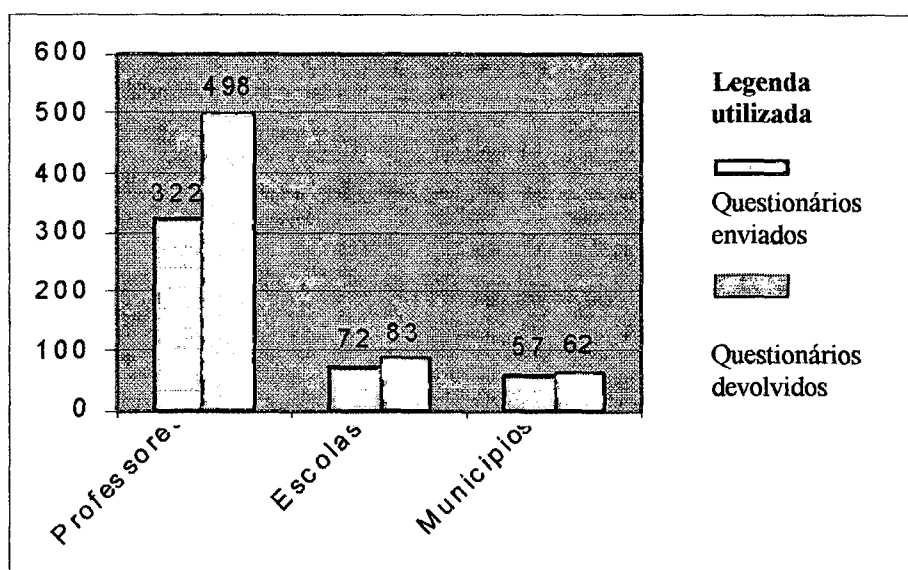 600
500
400
300
200
100
0
322
498
72
83
57
62
Professores
Escolas
Municipios
Legenda
utilizada
Questionários
enviados
Questionários
devolvidos